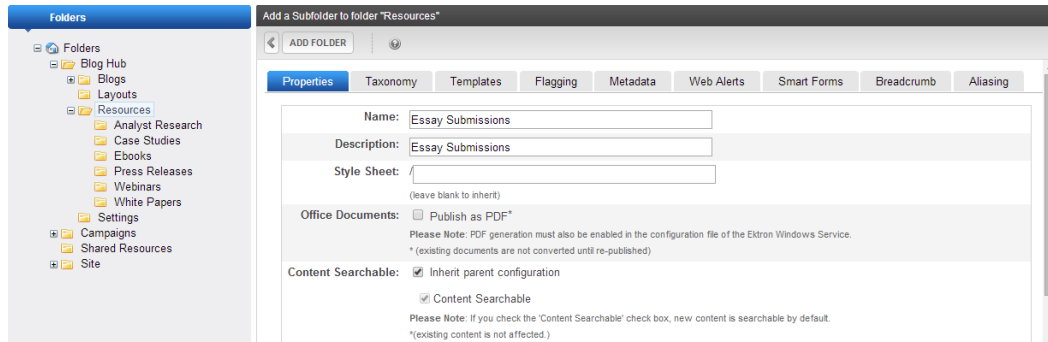 Folders
Folders
Blog Hub
Blogs
Layouts
Resources
Analyst Research
Case Studies
Ebooks
Press Releases
Webinars
White Papers
Settings
Campaigns
Shared Resources
Site
Add a Subfolder to folder "Resources"
ADD FOLDER
Properties Taxonomy Templates Flagging Metadata Web Alerts Smart Forms Breadcrumb Aliasing
Name: Essay Submissions
Description: Essay Submissions
Style Sheet: /
(leave blank to inherit)
Office Documents: Publish as PDF*
Please Note: PDF generation must also be enabled in the configuration file of the Ektron Windows Service.
* (existing documents are not converted until re-published)
Content Searchable: Inherit parent configuration
Content Searchable
Please Note: If you check the 'Content Searchable' check box, new content is searchable by default.
*(existing content is not affected.)